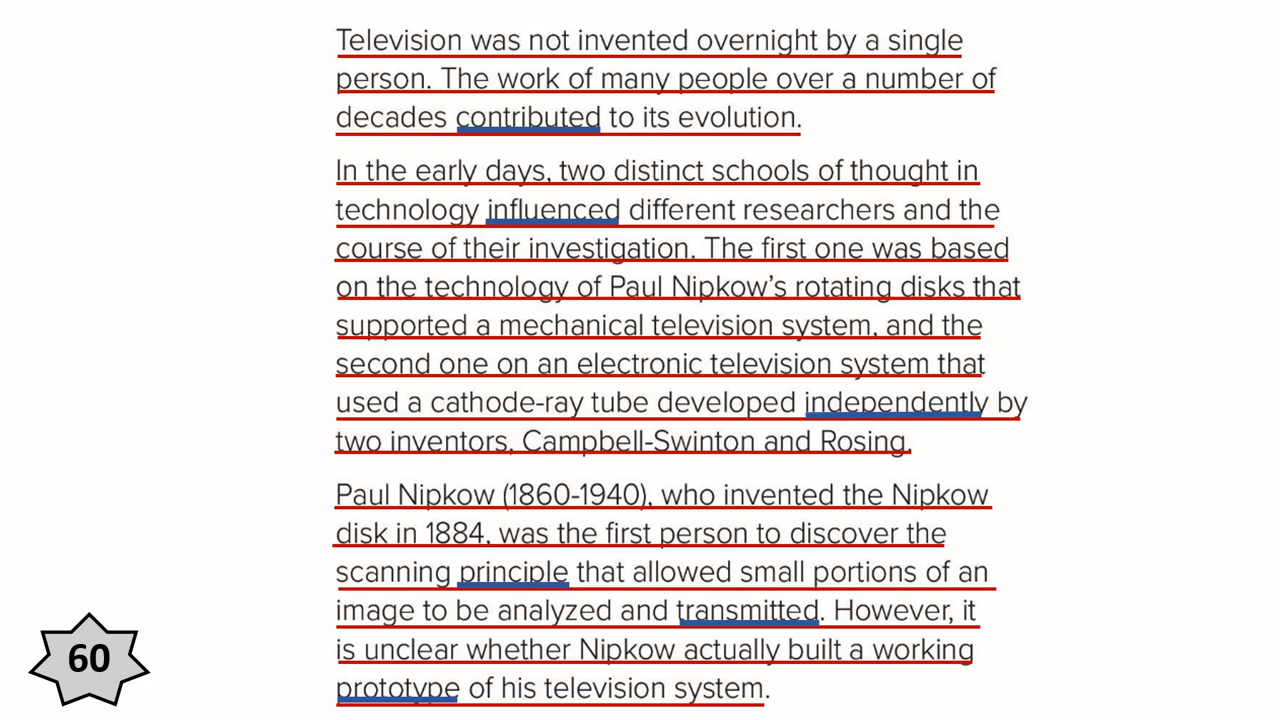 Television was not invented overnight by a single
person. The work of many people over a number of
decades contributed to its evolution.
In the early days, two distinct schools of thought in
technology influenced different researchers and the
course of their investigation. The first one was based
on the technology of Paul Nipkow’s rotating disks that
supported a mechanical television system, and the
second one on an electronic television system that
used a cathode-ray tube developed independently by
two inventors, Campbell-Swinton and Rosing.
Paul Nipkow (1860-1940), who invented the Nipkow
disk in 1884, was the first person to discover the
scanning principle that allowed small portions of an
image to be analyzed and transmitted. However, it
is unclear whether Nipkow actually built a working
prototype of his television system.
60